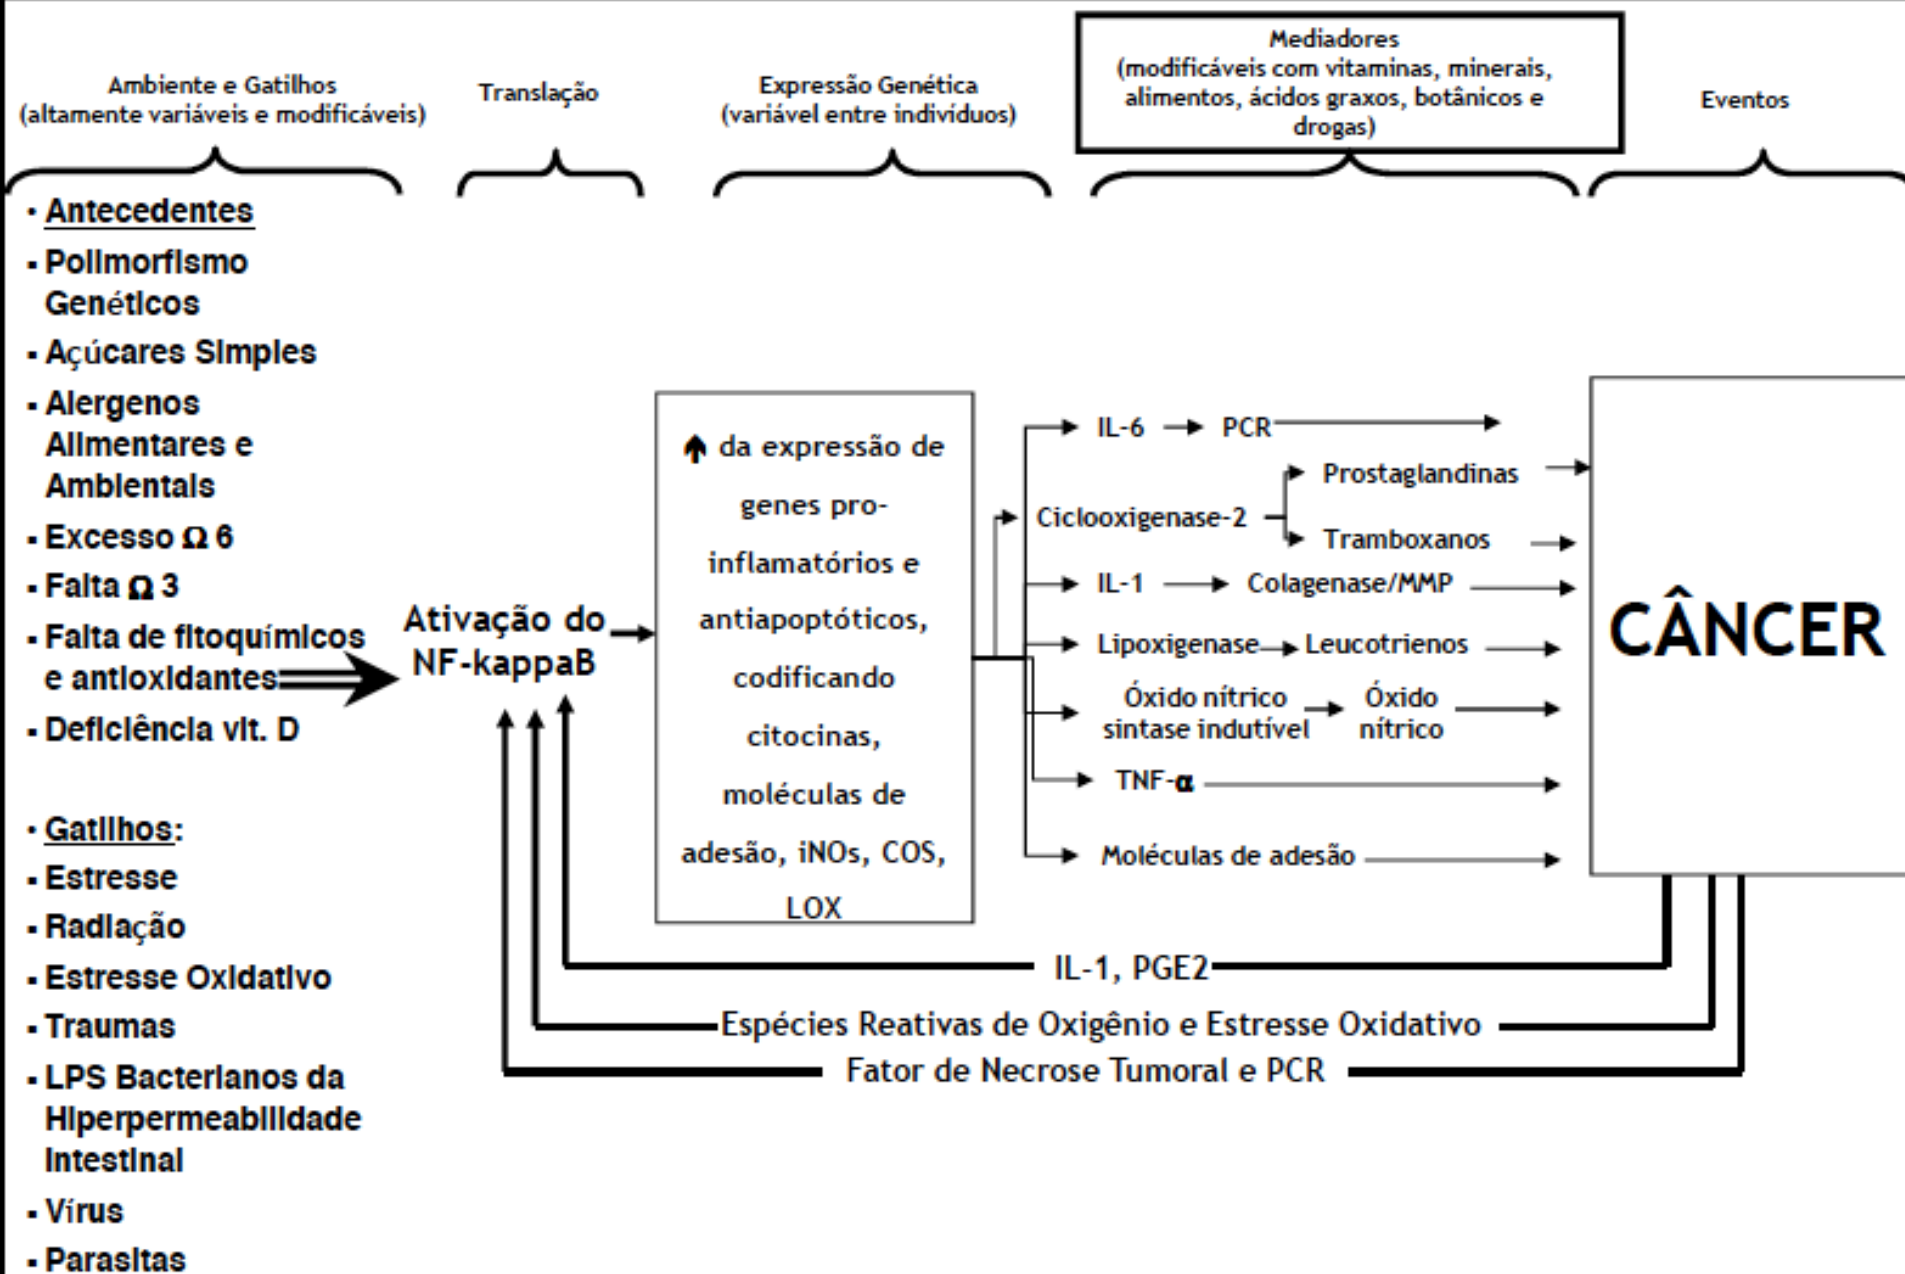 Ambiente e Gatilhos
(altamente variáveis e modificáveis)
Translação
Expressão Genética
(variável entre indivíduos)
Mediadores
(modificáveis com vitaminas, minerais,
alimentos, ácidos graxos, botânicos e
drogas)
Eventos
• Antecedentes
▪ Polimorfismo
Genéticos
▪ Açúcares Simples
▪ Alergenos
Alimentares e
Ambientais
▪ Excesso Ω 6
▪ Falta Ω 3
▪ Falta de fitoquímicos
e antioxidantes
▪ Deficiência vit. D
• Gatilhos:
▪ Estresse
▪ Radiação
▪ Estresse Oxidativo
▪ Traumas
▪ LPS Bacterianos da
Hiperpermeabilidade
Intestinal
▪ Vírus
▪ Parasitas
Ativação do
NF-kappaB
da expressão de
genes pro-
inflamatórios e
antiapoptóticos,
codificando
citocinas,
moléculas de
adesão, iNOs, COS,
LOX
IL-6
PCR
Ciclooxigenase-2
Prostaglandinas
Tramboxanos
IL-1
Colagenase/MMP
Lipoxigenase
Leucotrienos
Óxido nítrico
sintase indutível
Óxido
nítrico
TNF-α
Moléculas de adesão
CÂNCER
IL-1, PGE2
Espécies Reativas de Oxigênio e Estresse Oxidativo
Fator de Necrose Tumoral e PCR